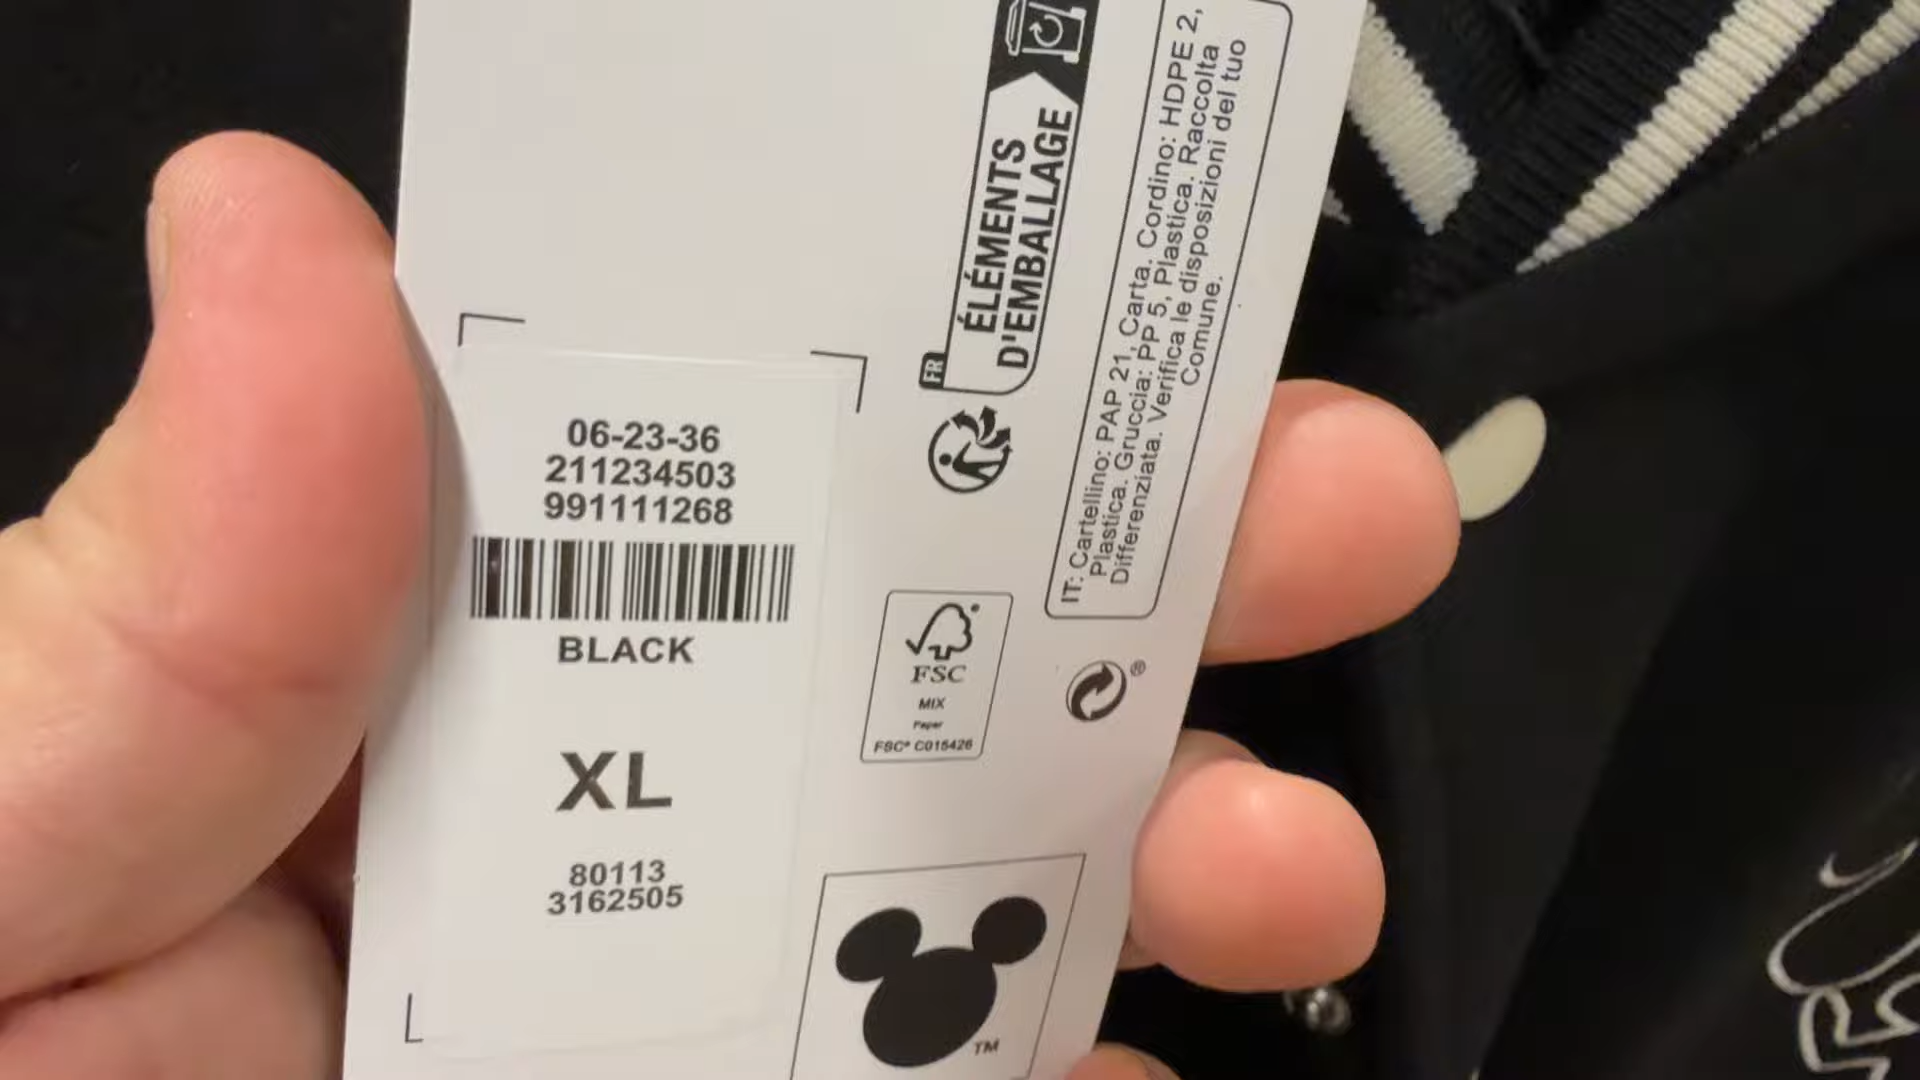 06-23-36
211234503
991111268
BLACK
XL
80113
3162505
FR
ÉLÉMENTS
D'EMBALLAGE
IT: Cartellino: PAP 21, Carta. Cordino: HDPE 2,
Plastica. Gruccia: PP 5, Plastica. Raccolta
Differenziata. Verifica le disposizioni del tuo
Comune.
FSC
MIX
Paper
FSC® C015426
®
TM